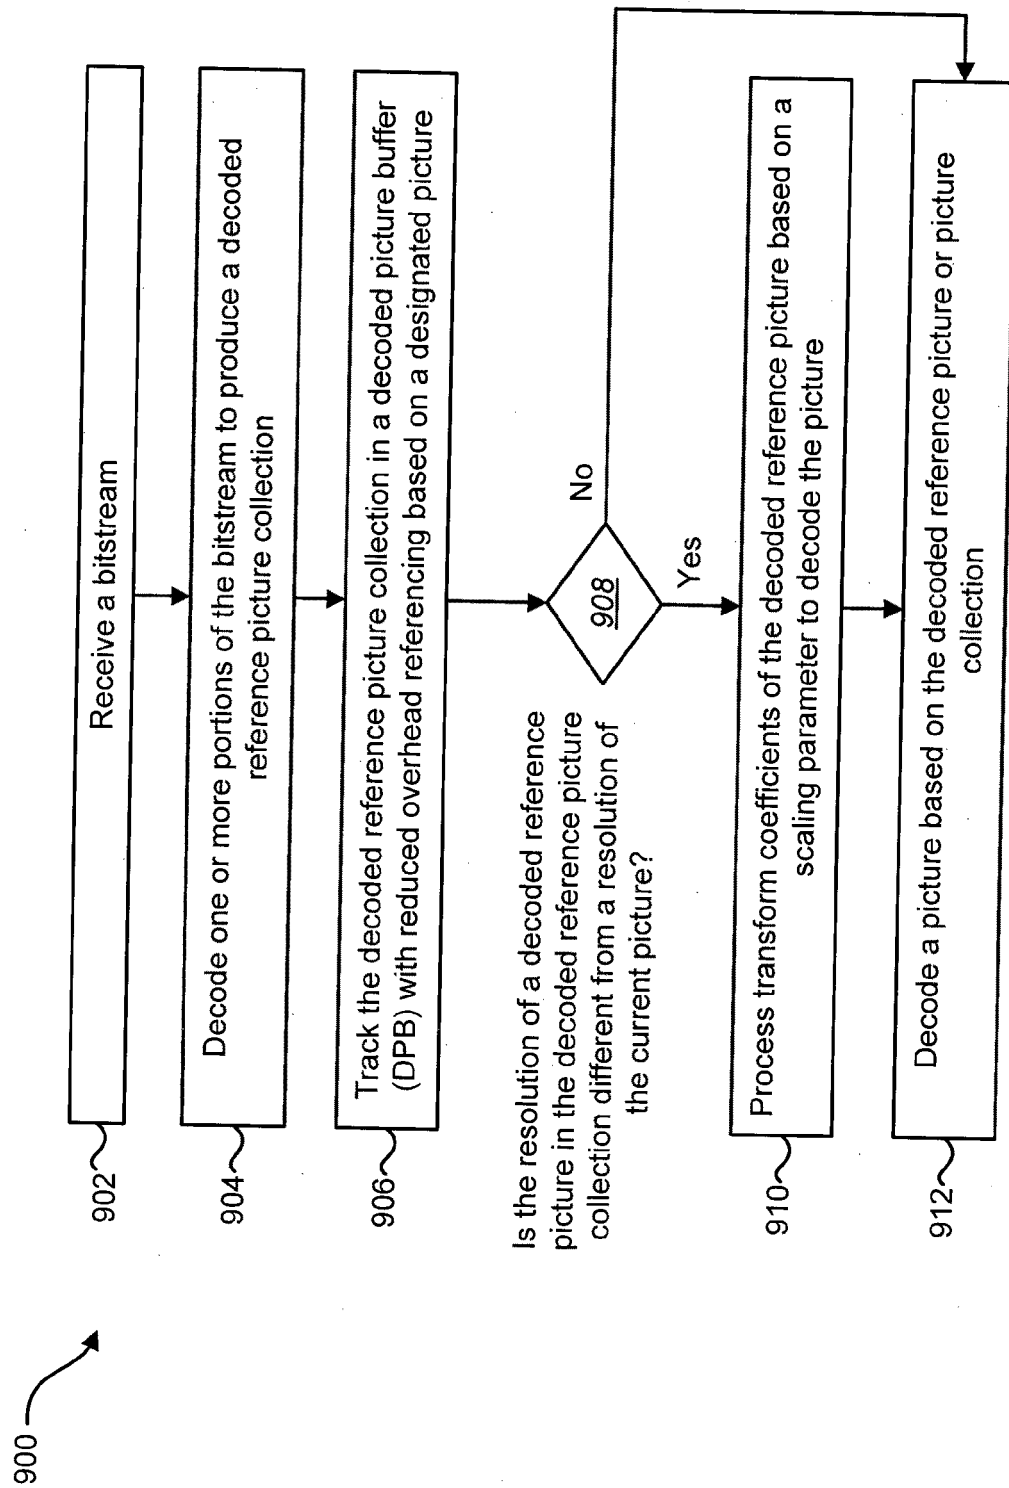 900
902
Receive a bitstream
904
Decode one or more portions of the bitstream to produce a decoded
reference picture collection
906
Track the decoded reference picture collection in a decoded picture buffer
(DPB) with reduced overhead referencing based on a designated picture
Is the resolution of a decoded reference
picture in the decoded reference picture
collection different from a resolution of
the current picture?
908
No
Yes
910
Process transform coefficients of the decoded reference picture based on a
scaling parameter to decode the picture
912
Decode a picture based on the decoded reference picture or picture
collection